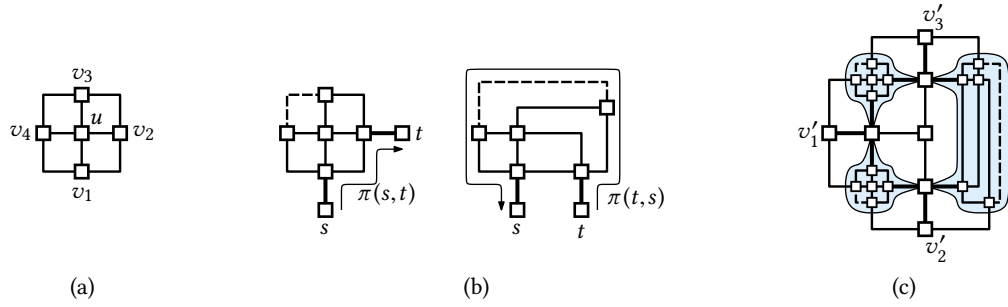 v₃
v₄ u v₂
v₁
(a)
t
π(s, t)
s
π(t, s)
s t
(b)
v′₃
v′₁
v′₂
(c)